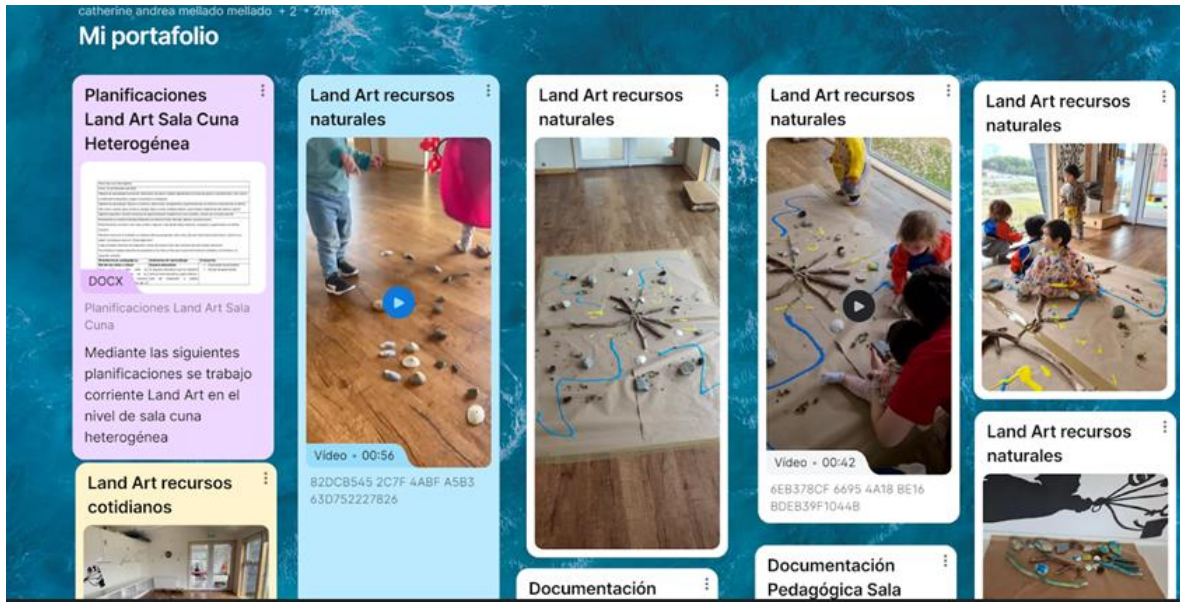 catherine andrea mellado mellado + 2 • 2me
Mi portafolio
Planificaciones
Land Art Sala Cuna
Heterogénea
DOCX
Planificaciones Land Art Sala
Cuna
Mediante las siguientes
planificaciones se trabajo
corriente Land Art en el
nivel de sala cuna
heterogénea
Land Art recursos
cotidianos
Land Art recursos
naturales
Vídeo • 00:56
82DCB545 2C7F 4ABF A5B3
63D752227826
Land Art recursos
naturales
Documentación
Land Art recursos
naturales
Vídeo • 00:42
6EB378CF 6695 4A18 BE16
BDEB39F1044B
Documentación
Pedagógica Sala
Land Art recursos
naturales
Land Art recursos
naturales